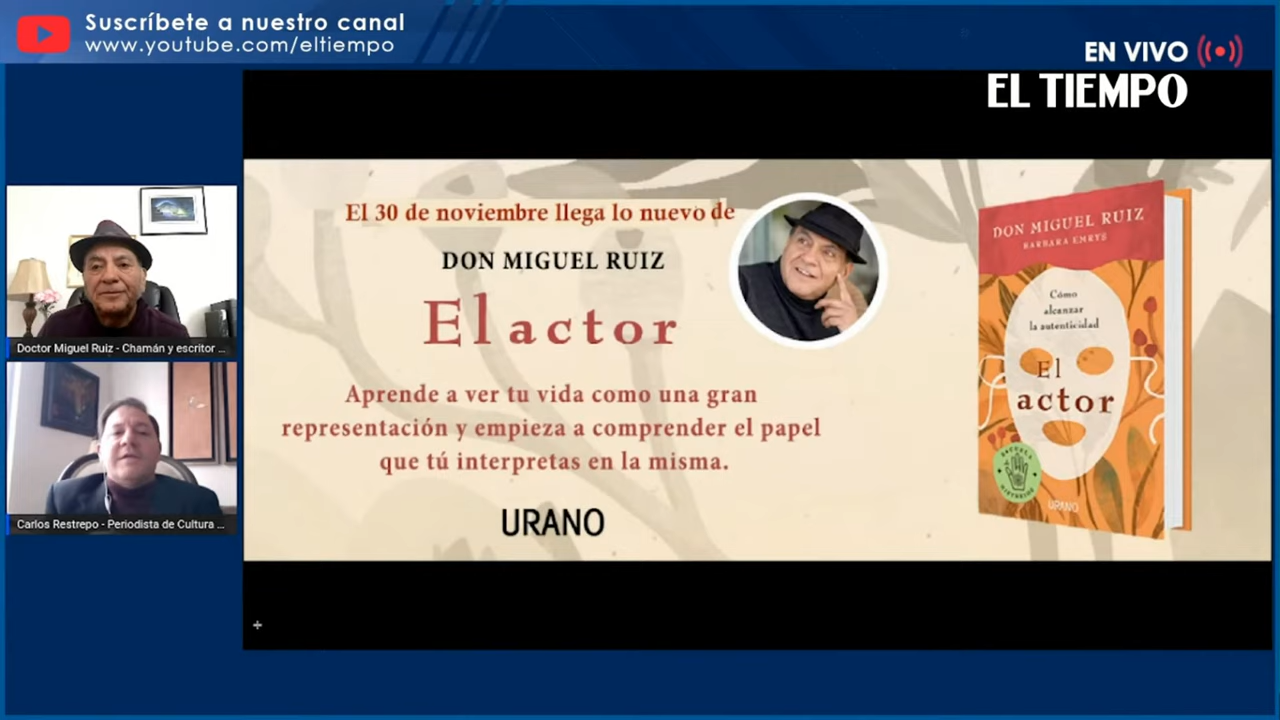 Suscríbete a nuestro canal
www.youtube.com/eltiempo
EN VIVO
EL TIEMPO
Doctor Miguel Ruiz - Chamán y escritor ...
Carlos Restrepo - Periodista de Cultura ...
El 30 de noviembre llega lo nuevo de
DON MIGUEL RUIZ
El actor
Aprende a ver tu vida como una gran
representación y empieza a comprender el papel
que tú interpretas en la misma.
URANO
DON MIGUEL RUIZ
BARBARA EMRYS
Cómo
alcanzar
la autenticidad
El
actor
ESCUELA
MISTERIOS
URANO